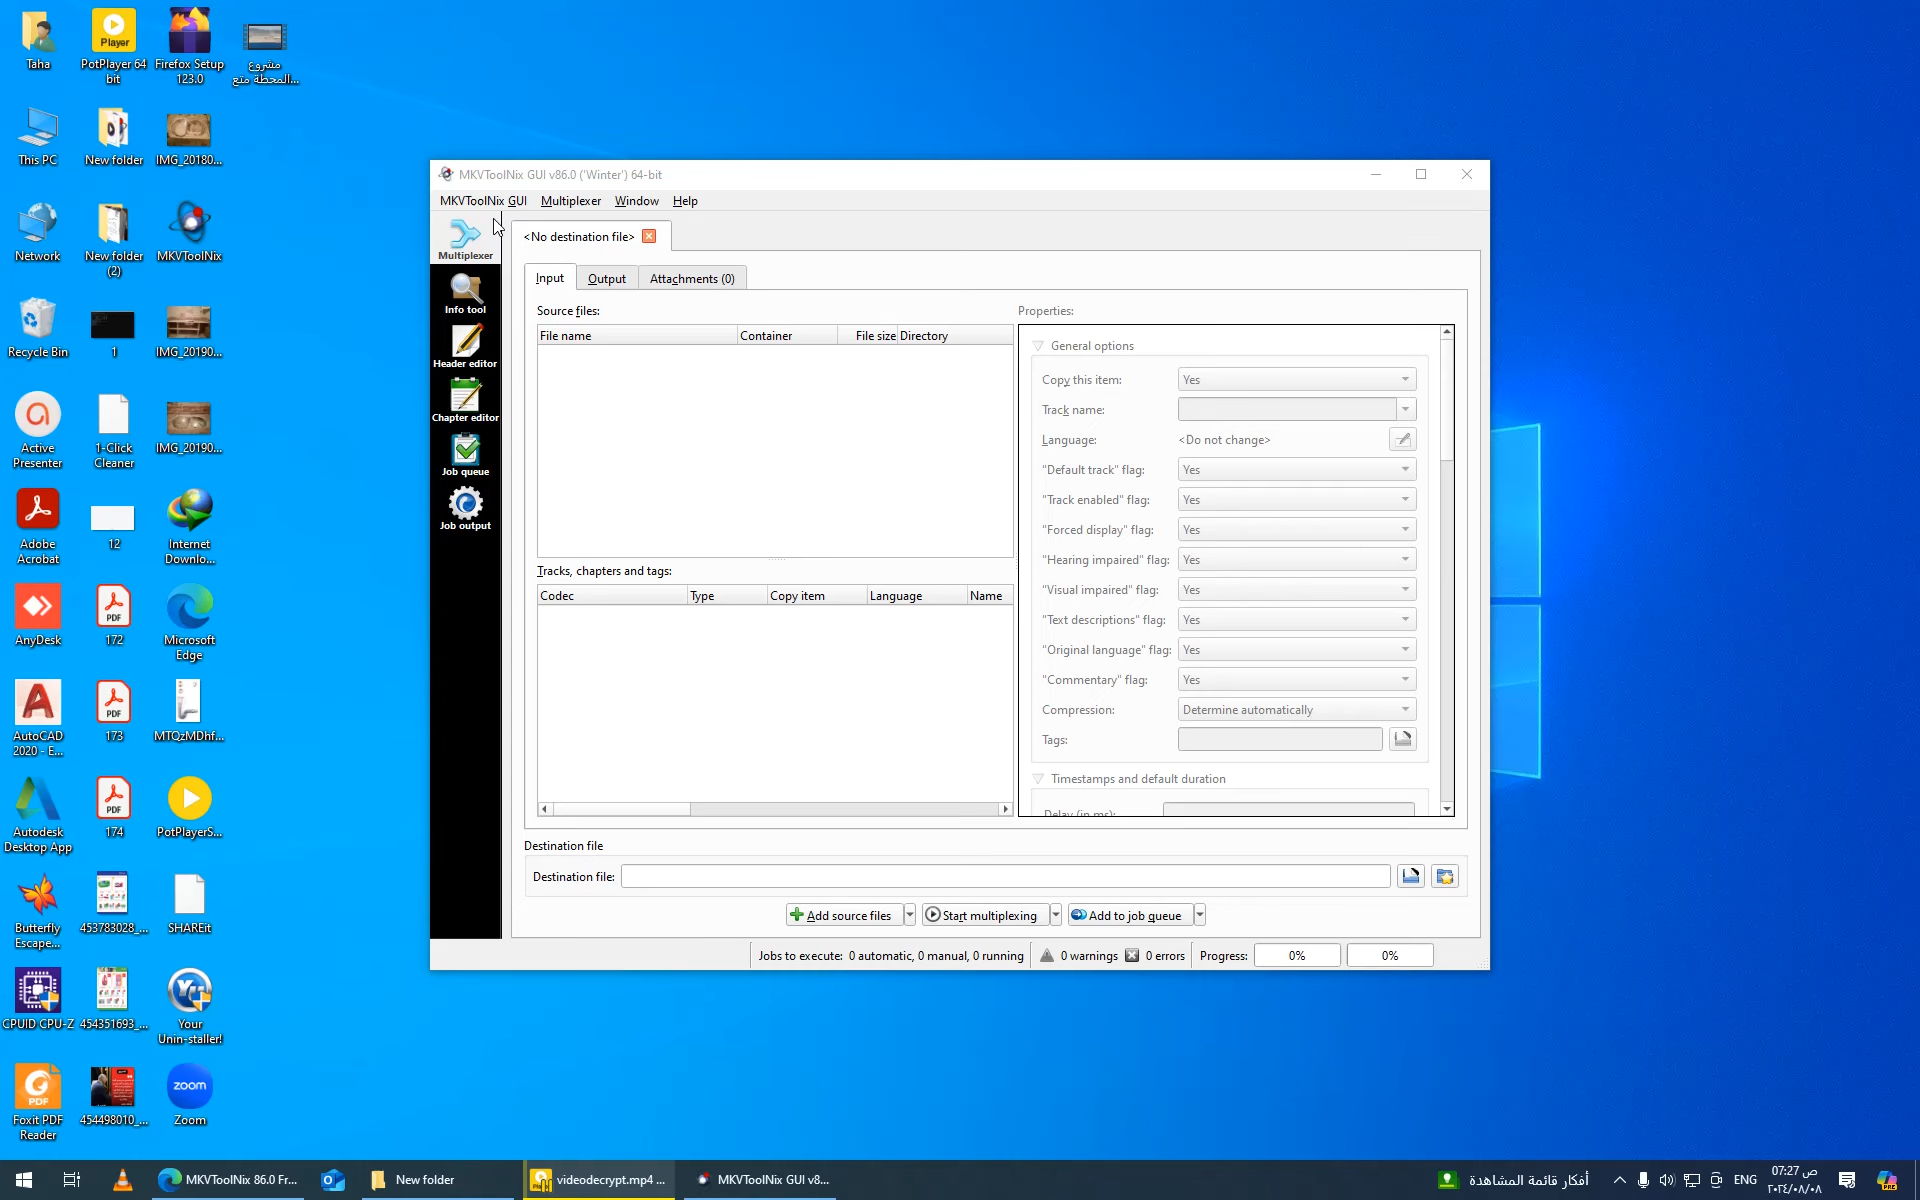 Taha
PotPlayer 64 bit
Firefox Setup 123.0
مشروع المحطة متع...
This PC
New folder
IMG_20180...
Network
New folder (2)
MKVToolNix
Recycle Bin
1
IMG_20190...
Active Presenter
1-Click Cleaner
IMG_20190...
Adobe Acrobat
12
Internet Downlo...
AnyDesk
172
Microsoft Edge
AutoCAD 2020 - E...
173
MTQzMDhf...
Autodesk Desktop App
174
PotPlayerS...
Butterfly Escape...
453783028_...
SHAREit
CPUID CPU-Z
454351693_...
Your Unin-staller!
Foxit PDF Reader
454498010_...
Zoom
MKVToolNix GUI v86.0 ('Winter') 64-bit
MKVToolNix GUI Multiplexer Window Help
Multiplexer
Info tool
Header editor
Chapter editor
Job queue
Job output
<No destination file>
Input Output Attachments (0)
Source files:
File name Container File size Directory
Tracks, chapters and tags:
Codec Type Copy item Language Name
Properties:
General options
Copy this item: Yes
Track name:
Language: <Do not change>
"Default track" flag: Yes
"Track enabled" flag: Yes
"Forced display" flag: Yes
"Hearing impaired" flag: Yes
"Visual impaired" flag: Yes
"Text descriptions" flag: Yes
"Original language" flag: Yes
"Commentary" flag: Yes
Compression: Determine automatically
Tags:
Timestamps and default duration
Delay (in ms):
Destination file
Destination file:
Add source files Start multiplexing Add to job queue
Jobs to execute: 0 automatic, 0 manual, 0 running 0 warnings 0 errors Progress: 0% 0%
MKVToolNix 86.0 Fr...
New folder
videodecrypt.mp4 ...
MKVToolNix GUI v8...
أفكار قائمة المشاهدة
ENG
07:27 ص
٢٠٢٤/٠٨/٠٨